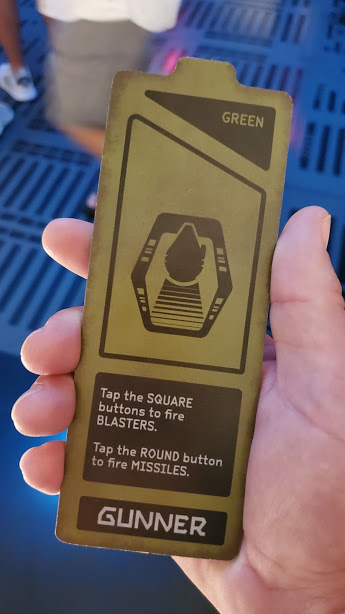 GREEN
Tap the SQUARE
buttons to fire
BLASTERS.
Tap the ROUND button
to fire MISSILES.
GUNNER